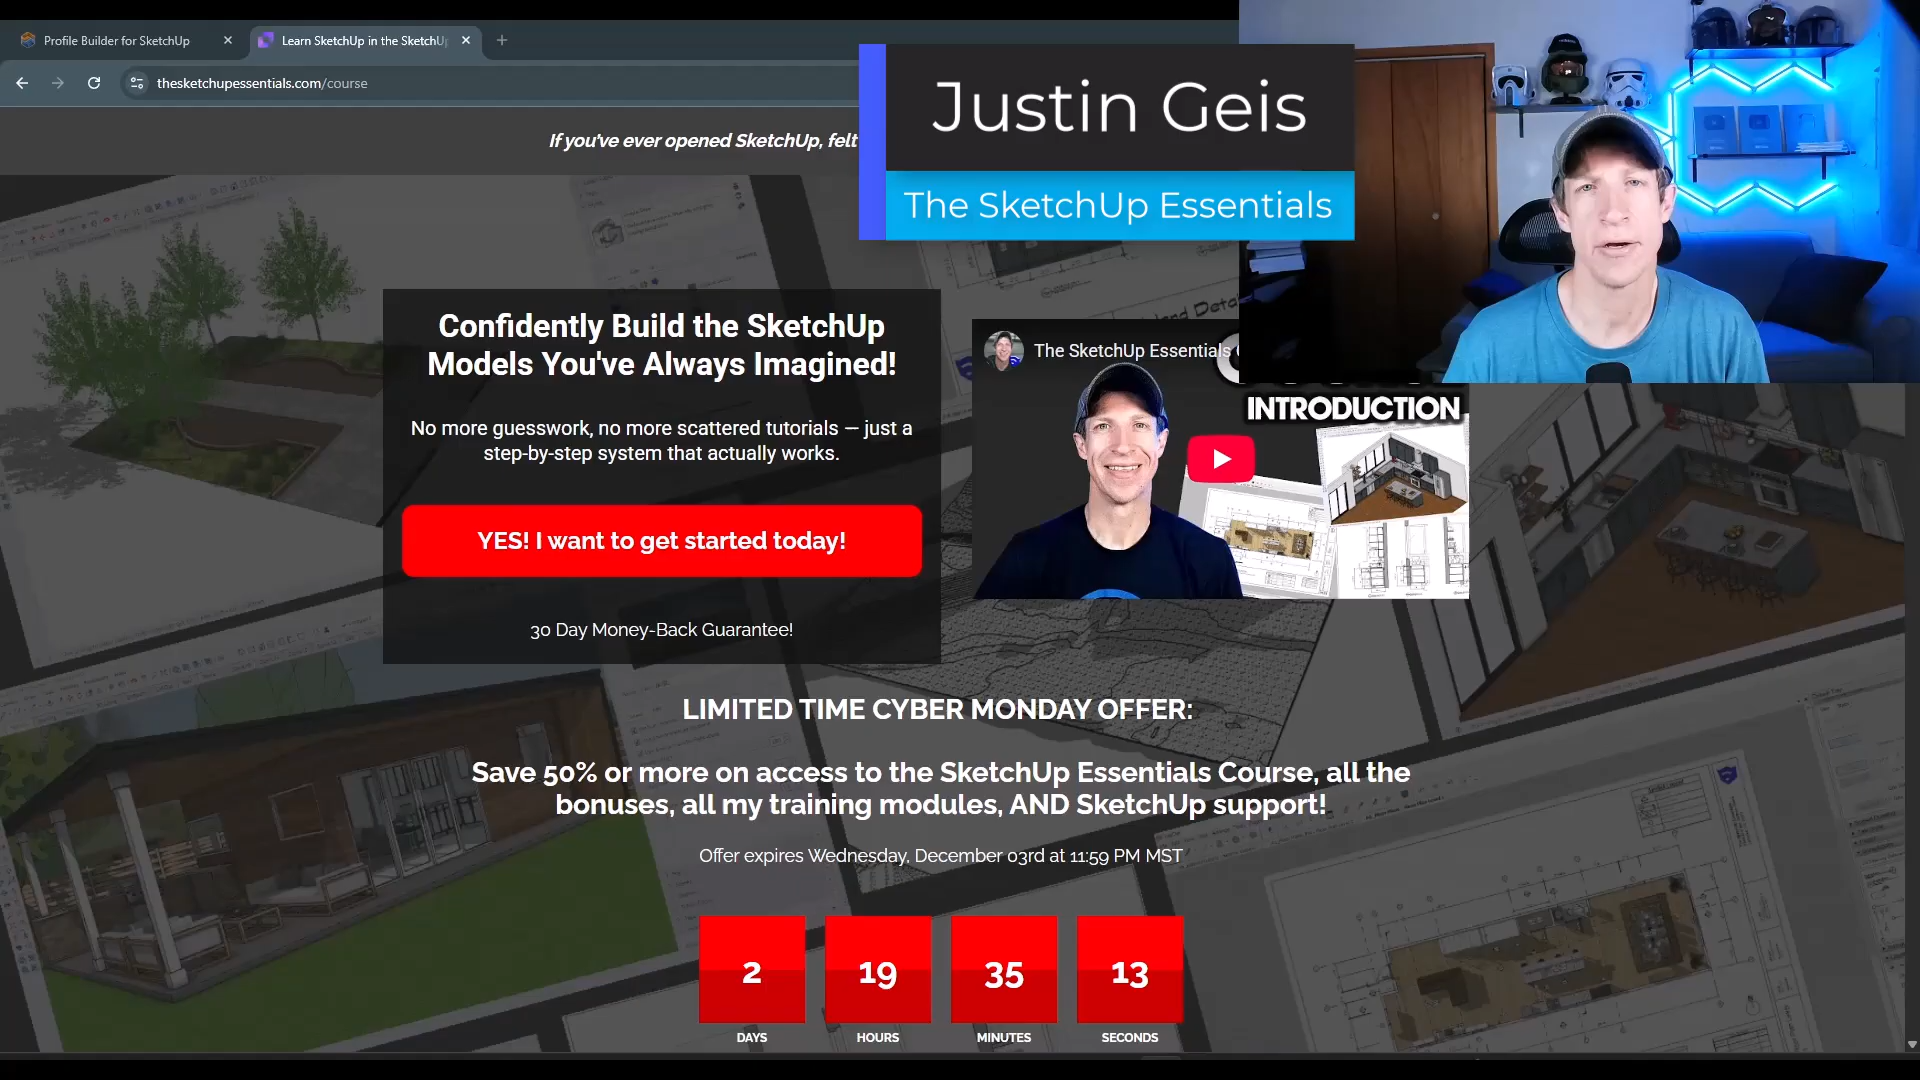 Profile Builder for SketchUp
Learn SketchUp in the SketchUp
thesketchupessentials.com/course
Justin Geis
The SketchUp Essentials
If you've ever opened SketchUp, felt
Confidently Build the SketchUp
Models You've Always Imagined!
No more guesswork, no more scattered tutorials — just a
step-by-step system that actually works.
YES! I want to get started today!
30 Day Money-Back Guarantee!
The SketchUp Essentials
INTRODUCTION
LIMITED TIME CYBER MONDAY OFFER:
Save 50% or more on access to the SketchUp Essentials Course, all the
bonuses, all my training modules, AND SketchUp support!
Offer expires Wednesday, December 03rd at 11:59 PM MST
2 19 35 13
DAYS HOURS MINUTES SECONDS